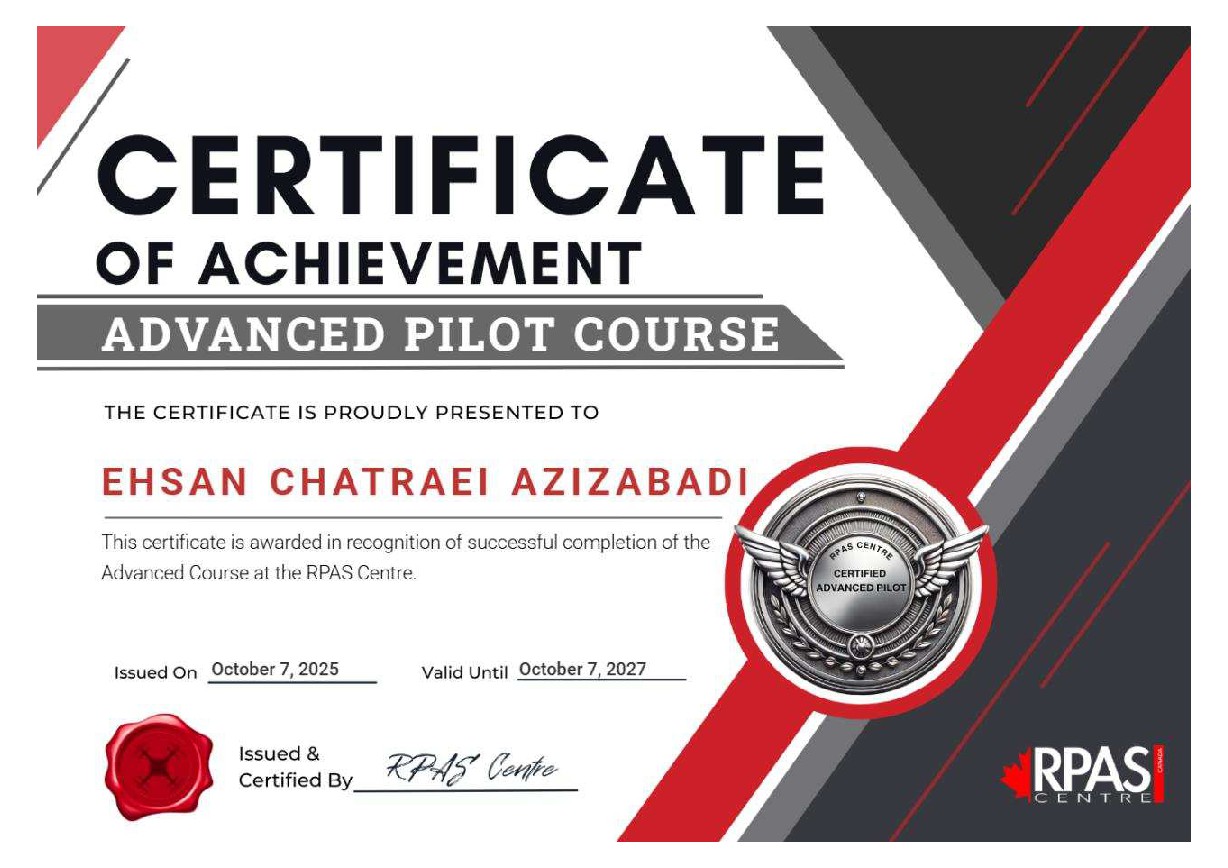 CERTIFICATE
OF ACHIEVEMENT
ADVANCED PILOT COURSE
THE CERTIFICATE IS PROUDLY PRESENTED TO
EHSAN CHATRAEI AZIZABADI
This certificate is awarded in recognition of successful completion of the
Advanced Course at the RPAS Centre.
RPAS CENTRE
CERTIFIED
ADVANCED PILOT
Issued On October 7, 2025 Valid Until October 7, 2027
Issued &
Certified By RPAS Centre
RPAS CANADA
CENTRE